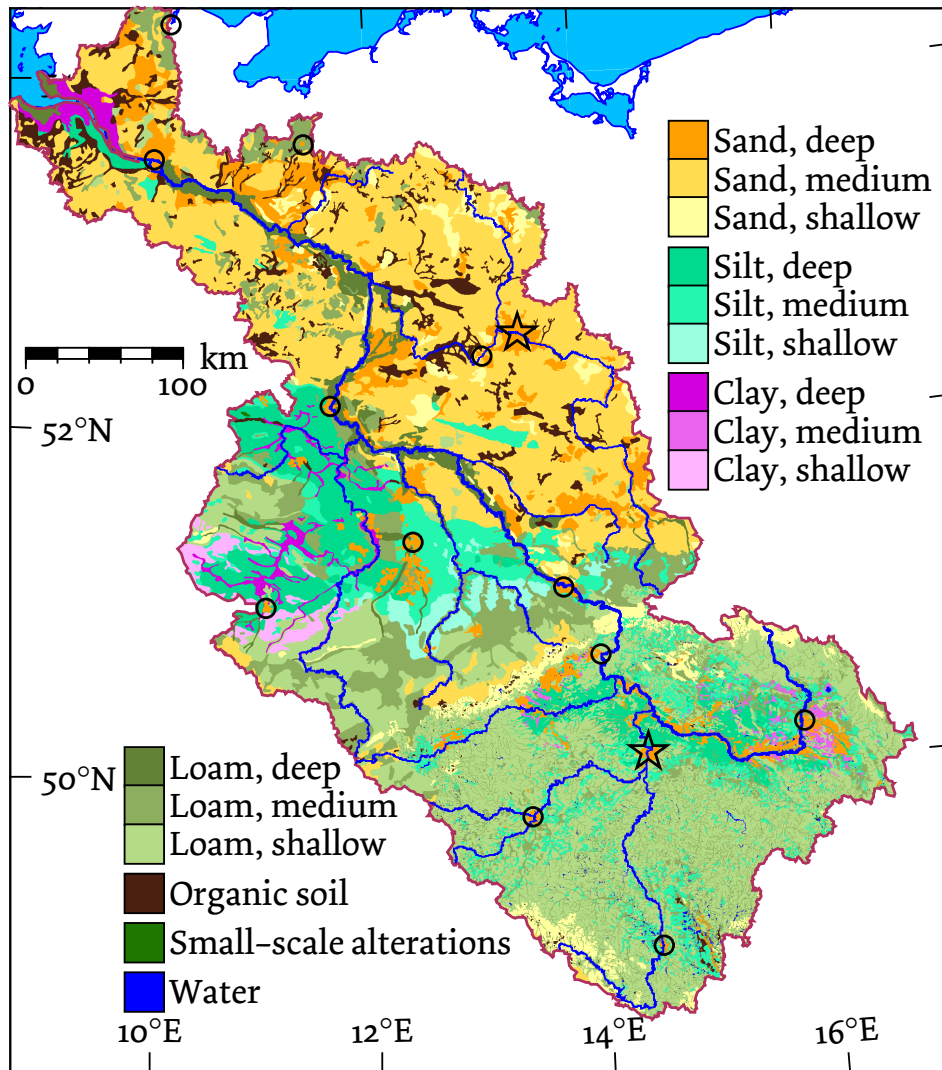 Sand, deep
Sand, medium
Sand, shallow
Silt, deep
Silt, medium
Silt, shallow
km
0 100
Clay, deep
Clay, medium
Clay, shallow
52°N
50°N
Loam, deep
Loam, medium
Loam, shallow
Organic soil
Small-scale alterations
Water
10°E 12°E 14°E 16°E